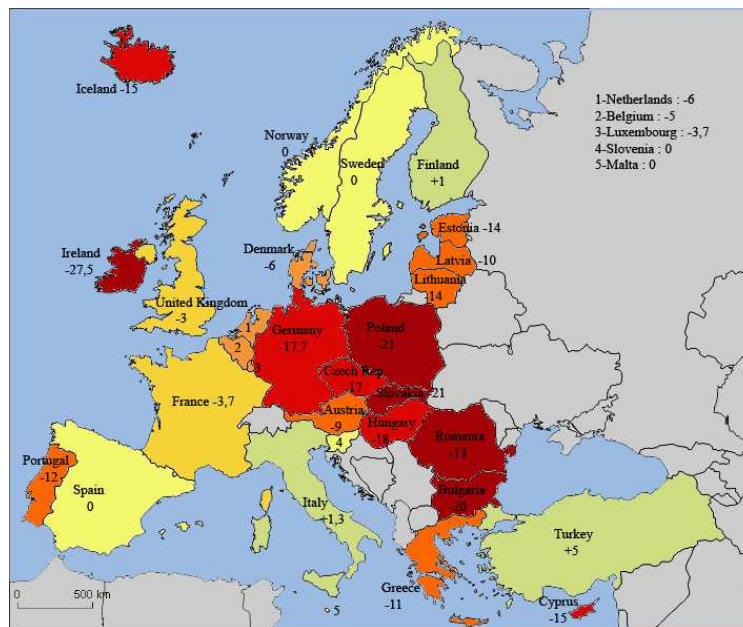 Iceland -15
1-Netherlands : -6
2-Belgium : -5
3-Luxembourg : -3,7
4-Slovenia : 0
5-Malta : 0
Norway
0
Sweden
0
Finland
+1
Estonia -14
Ireland
-27,5
Denmark
-6
Latvia -10
Lithuania
-14
United Kingdom
-3
1
2
3
Germany
-17,7
Poland
-21
Czech Rep.
-17
Slovakia -21
France -3,7
Austria
-9
Hungary
-18
4
Romania
-13
Portugal
-12
Spain
0
Bulgaria
-20
Italy
+1,3
Turkey
+5
Greece
-11
Cyprus
-15
5
0 500 km